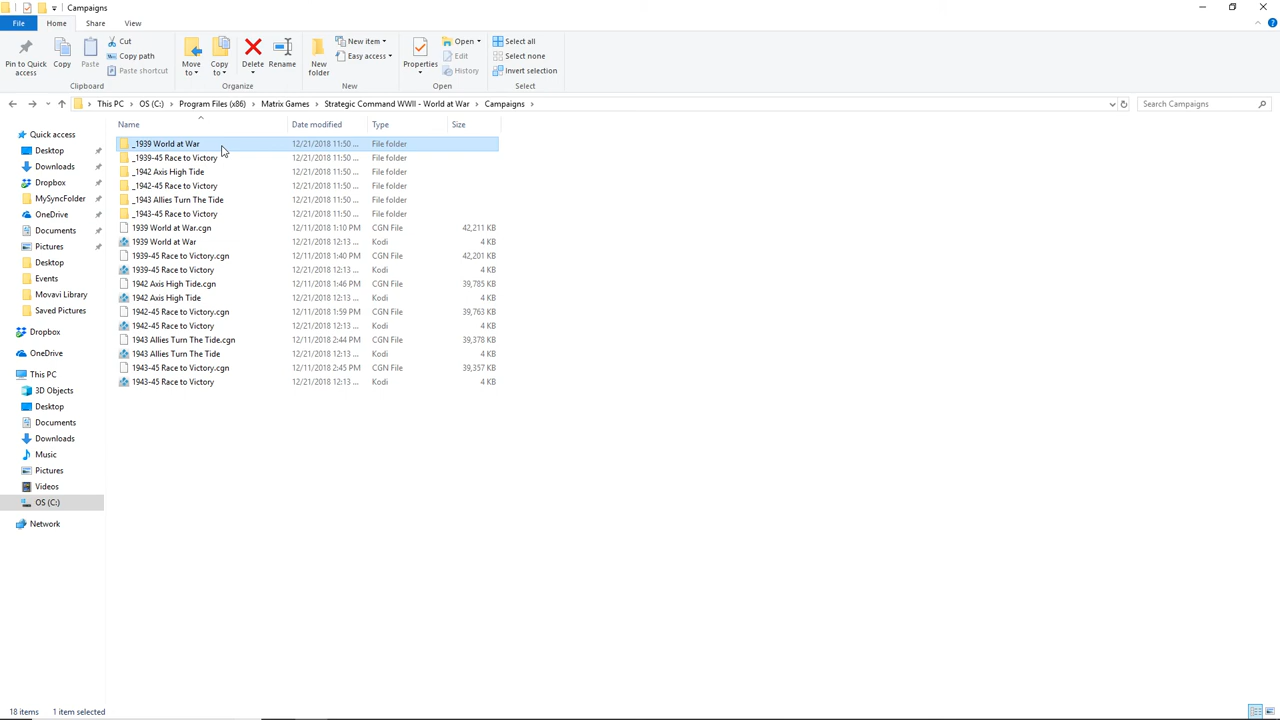 Campaigns
File Home Share View
Pin to Quick access
Copy
Paste
Cut
Copy path
Paste shortcut
Clipboard
Move to
Copy to
Delete
Rename
Organize
New folder
New item
Easy access
New
Properties
Open
Edit
History
Open
Select all
Select none
Invert selection
Select
This PC > OS (C:) > Program Files (x86) > Matrix Games > Strategic Command WWII - World at War > Campaigns >
Search Campaigns
Quick access
Desktop
Downloads
Dropbox
MySyncFolder
OneDrive
Documents
Pictures
Desktop
Events
Movavi Library
Saved Pictures
Dropbox
OneDrive
This PC
3D Objects
Desktop
Documents
Downloads
Music
Pictures
Videos
OS (C:)
Network
Name Date modified Type Size
_1939 World at War 12/21/2018 11:50 ... File folder
_1939-45 Race to Victory 12/21/2018 11:50 ... File folder
_1942 Axis High Tide 12/21/2018 11:50 ... File folder
_1942-45 Race to Victory 12/21/2018 11:50 ... File folder
_1943 Allies Turn The Tide 12/21/2018 11:50 ... File folder
_1943-45 Race to Victory 12/21/2018 11:50 ... File folder
1939 World at War.cgn 12/11/2018 1:10 PM CGN File 42,211 KB
1939 World at War 12/21/2018 12:13 ... Kodi 4 KB
1939-45 Race to Victory.cgn 12/11/2018 1:40 PM CGN File 42,201 KB
1939-45 Race to Victory 12/21/2018 12:13 ... Kodi 4 KB
1942 Axis High Tide.cgn 12/11/2018 1:46 PM CGN File 39,785 KB
1942 Axis High Tide 12/21/2018 12:13 ... Kodi 4 KB
1942-45 Race to Victory.cgn 12/11/2018 1:59 PM CGN File 39,763 KB
1942-45 Race to Victory 12/21/2018 12:13 ... Kodi 4 KB
1943 Allies Turn The Tide.cgn 12/11/2018 2:44 PM CGN File 39,378 KB
1943 Allies Turn The Tide 12/21/2018 12:13 ... Kodi 4 KB
1943-45 Race to Victory.cgn 12/11/2018 2:45 PM CGN File 39,357 KB
1943-45 Race to Victory 12/21/2018 12:13 ... Kodi 4 KB
18 items 1 item selected